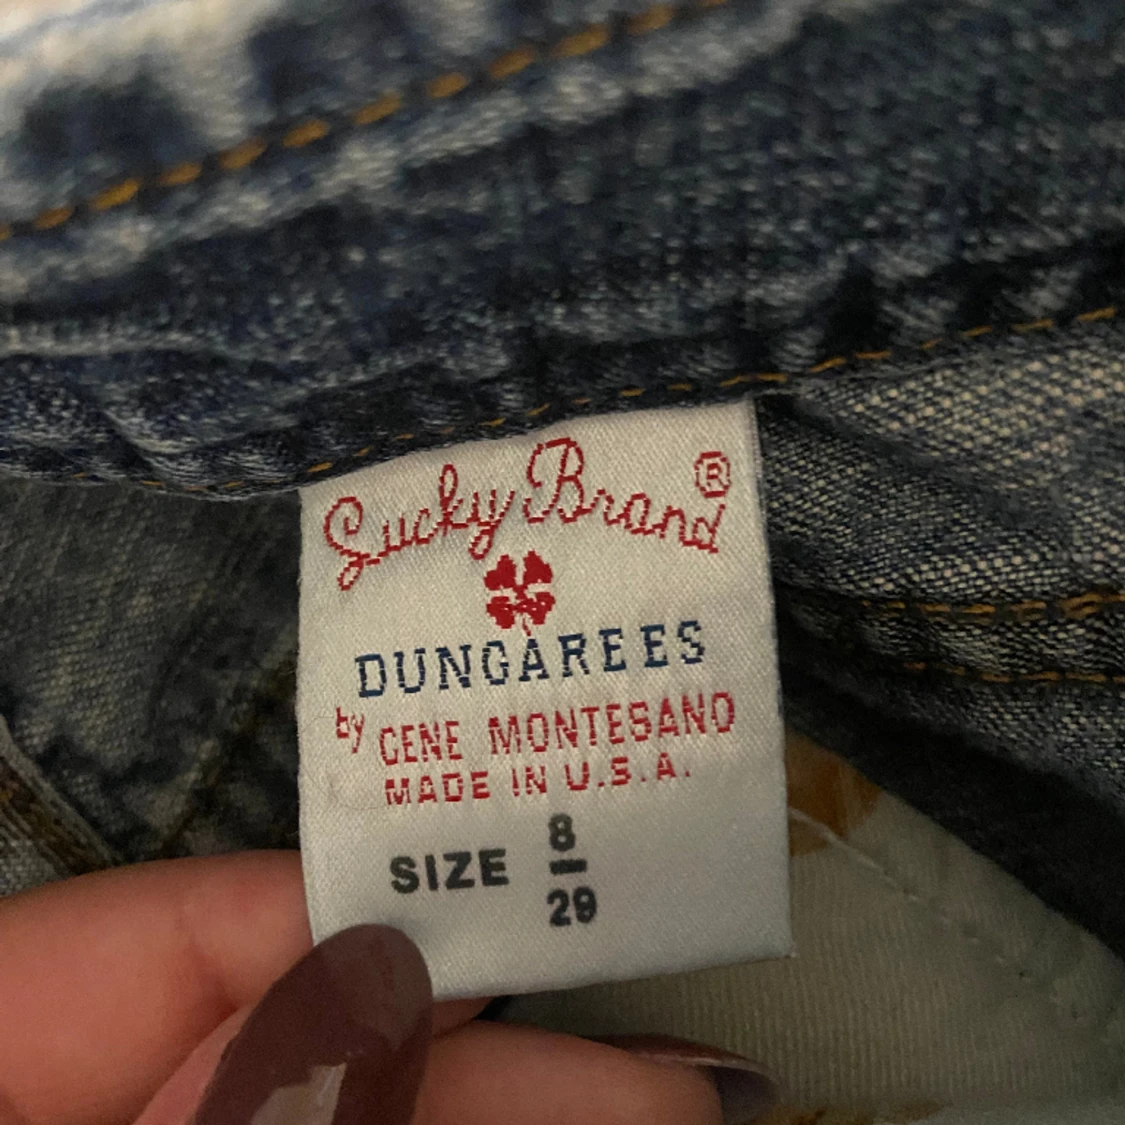 Lucky Brand®
DUNGAREES
by GENE MONTESANO
MADE IN U.S.A.
SIZE 8
29